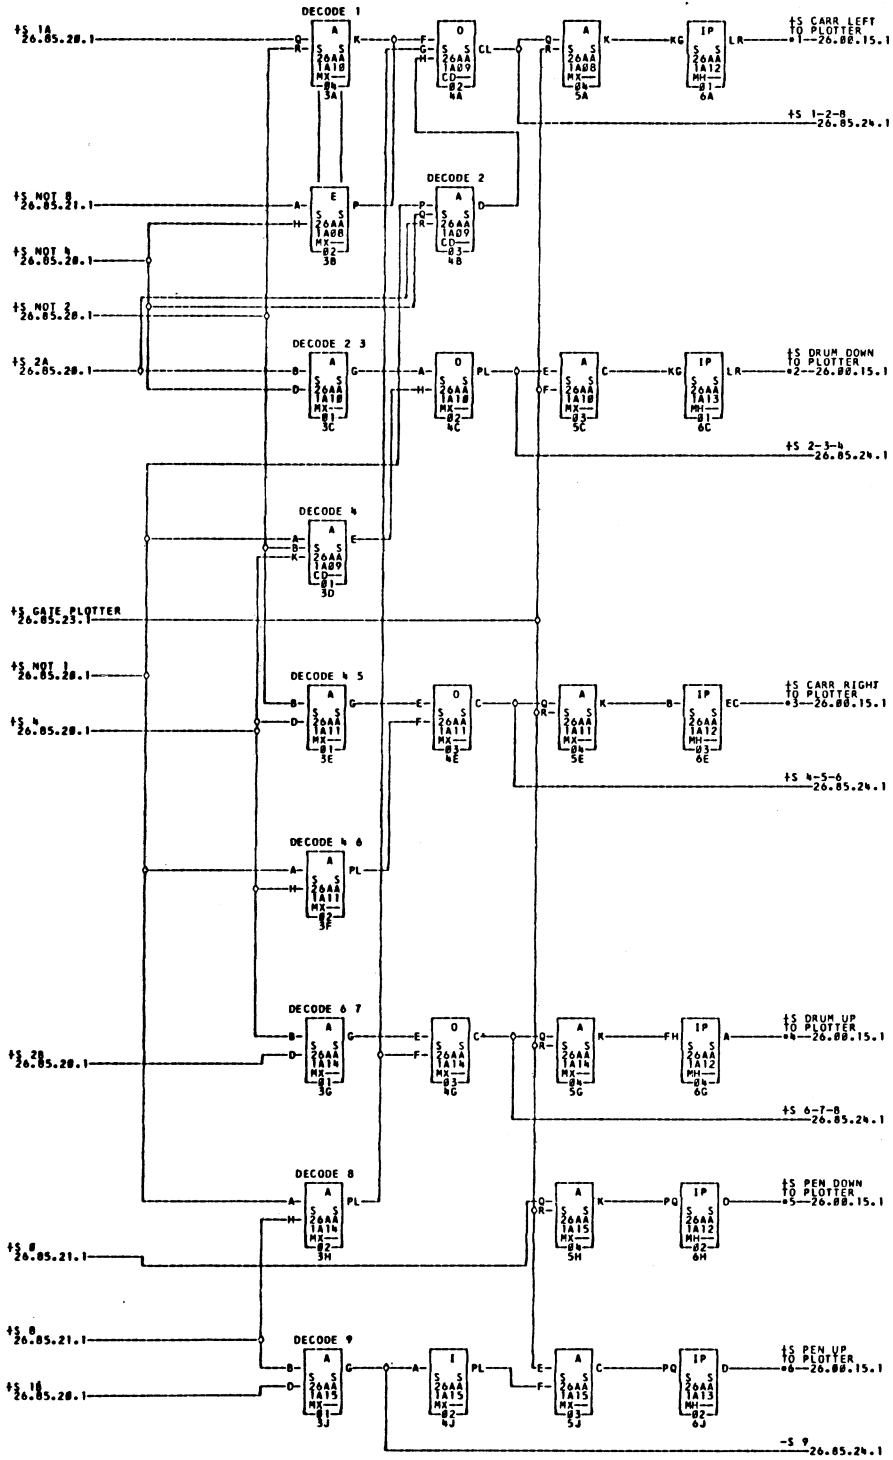 DECODE 1
+S 1A
26.85.20.1
Q
R
A
S S
26AA
1A10
MX
04
3A
K
F
G
H
O
S S
26AA
1A09
CD
02
4A
CL
Q
R
A
S S
26AA
1A08
MX
04
5A
K
KG
IP
S S
26AA
1A12
MH
01
6A
LR
+S CARR LEFT
TO PLOTTER
*1—26.00.15.1
+S 1-2-8
26.85.24.1
+S NOT 8
26.85.21.1
A
H
E
S S
26AA
1A08
MX
02
3B
P
DECODE 2
P
Q
R
A
S S
26AA
1A09
CD
03
4B
D
+S NOT 4
26.85.20.1
+S NOT 2
26.85.20.1
+S 2A
26.85.20.1
DECODE 2 3
B
D
A
S S
26AA
1A10
MX
01
3C
G
A
H
O
S S
26AA
1A10
MX
02
4C
PL
E
F
A
S S
26AA
1A10
MX
03
5C
C
KG
IP
S S
26AA
1A13
MH
01
6C
LR
+S DRUM DOWN
TO PLOTTER
*2—26.00.15.1
+S 2-3-4
26.85.24.1
DECODE 4
A
B
K
A
S S
26AA
1A09
CD
01
3D
E
+S GATE PLOTTER
26.85.23.1
+S NOT 1
26.85.20.1
+S 4
26.85.20.1
DECODE 4 5
B
D
A
S S
26AA
1A11
MX
01
3E
G
E
F
O
S S
26AA
1A11
MX
03
4E
C
Q
R
A
S S
26AA
1A11
MX
04
5E
K
B
IP
S S
26AA
1A12
MH
03
6E
EC
+S CARR RIGHT
TO PLOTTER
*3—26.00.15.1
+S 4-5-6
26.85.24.1
DECODE 4 6
A
H
A
S S
26AA
1A11
MX
02
3F
PL
DECODE 6 7
+S 2B
26.85.20.1
B
D
A
S S
26AA
1A14
MX
01
3G
G
E
F
O
S S
26AA
1A14
MX
03
4G
C
Q
R
A
S S
26AA
1A14
MX
04
5G
K
FH
IP
S S
26AA
1A12
MH
04
6G
A
+S DRUM UP
TO PLOTTER
*4—26.00.15.1
+S 6-7-8
26.85.24.1
DECODE 8
A
H
A
S S
26AA
1A14
MX
02
3H
PL
+S 0
26.85.21.1
Q
R
A
S S
26AA
1A15
MX
04
5H
K
PQ
IP
S S
26AA
1A12
MH
02
6H
D
+S PEN DOWN
TO PLOTTER
*5—26.00.15.1
+S 8
26.85.21.1
+S 1B
26.85.20.1
DECODE 9
B
D
A
S S
26AA
1A15
MX
01
3J
G
A
I
S S
26AA
1A15
MX
02
4J
PL
E
F
A
S S
26AA
1A15
MX
03
5J
C
PQ
IP
S S
26AA
1A13
MH
02
6J
D
+S PEN UP
TO PLOTTER
*6—26.00.15.1
-S 9
26.85.24.1